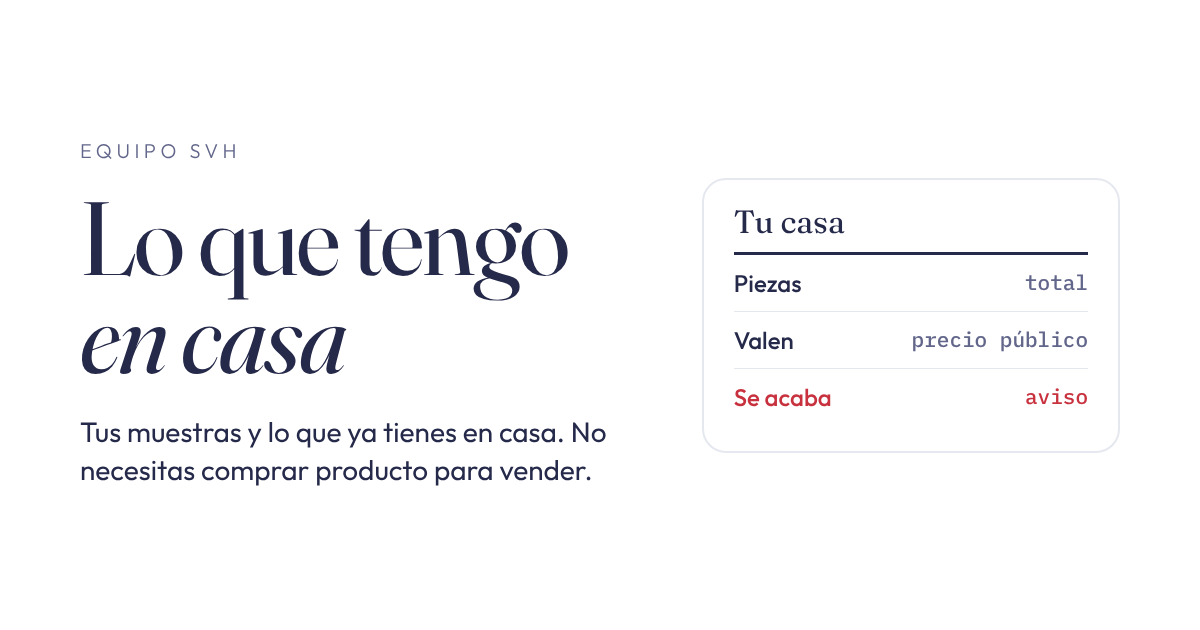 EQUIPO SVH
Lo que tengo
en casa
Tus muestras y lo que ya tienes en casa. No
necesitas comprar producto para vender.
Tu casa
Piezas total
Valen precio público
Se acaba aviso